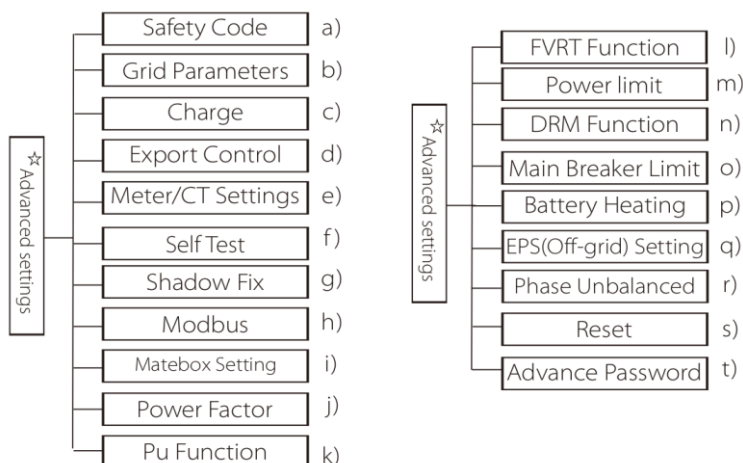 ☆Advanced settings
Safety Code a)
Grid Parameters b)
Charge c)
Export Control d)
Meter/CT Settings e)
Self Test f)
Shadow Fix g)
Modbus h)
Matebox Setting i)
Power Factor j)
Pu Function k)
☆Advanced settings
FVRT Function l)
Power limit m)
DRM Function n)
Main Breaker Limit o)
Battery Heating p)
EPS(Off-grid) Setting q)
Phase Unbalanced r)
Reset s)
Advance Password t)